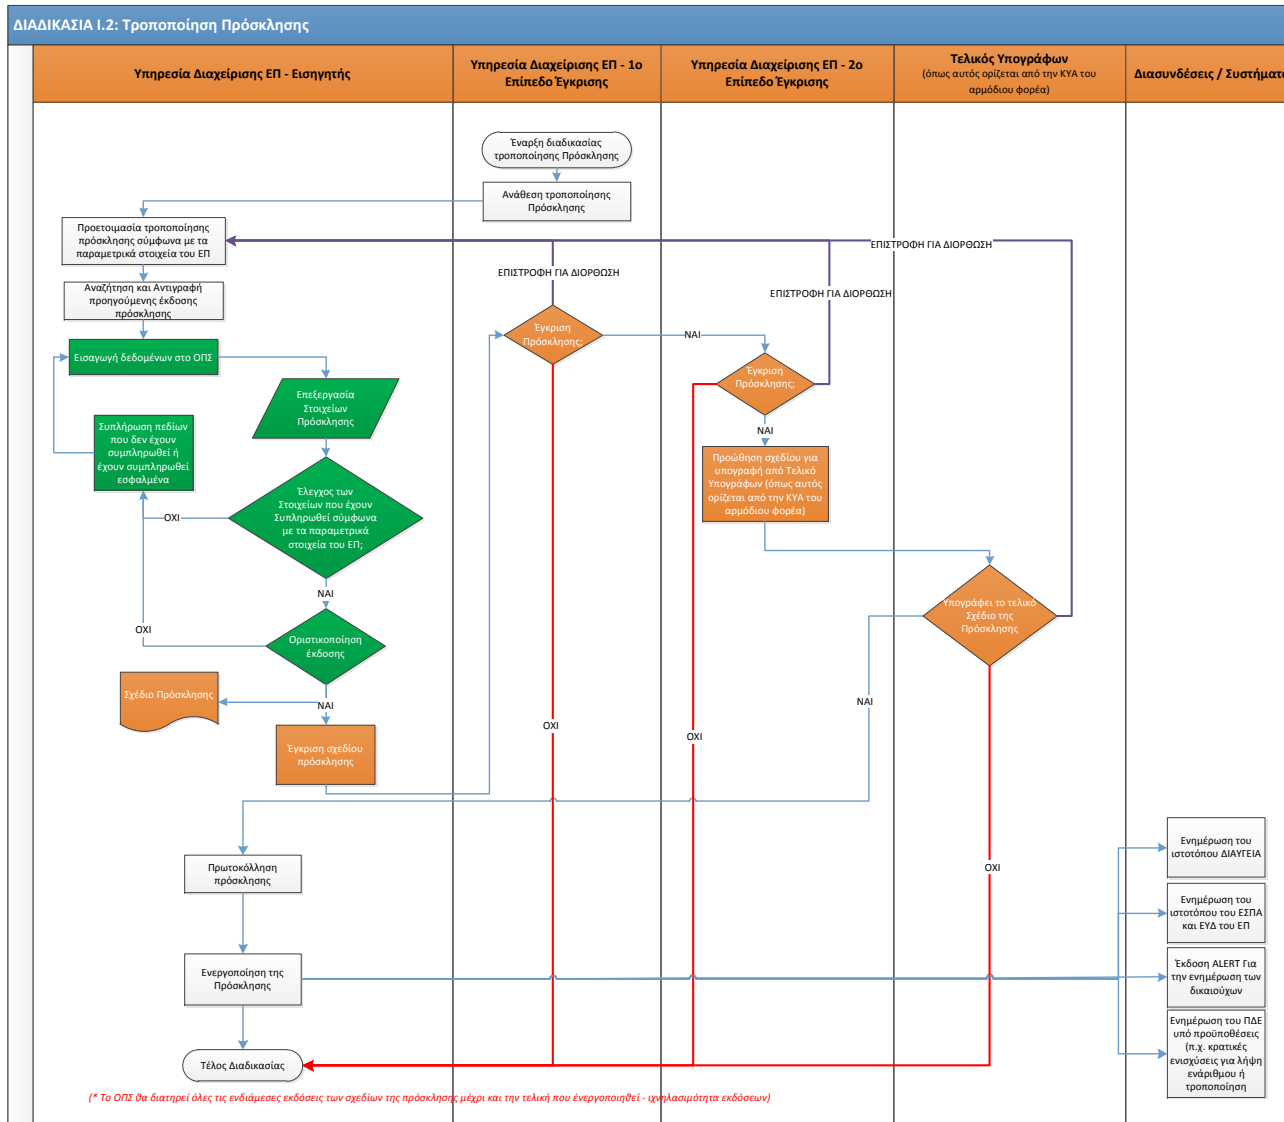 ΔΙΑΔΙΚΑΣΙΑ Ι.2: Τροποποίηση Πρόσκλησης
Υπηρεσία Διαχείρισης ΕΠ - Εισηγητής
Υπηρεσία Διαχείρισης ΕΠ - 1ο
Επίπεδο Έγκρισης
Υπηρεσία Διαχείρισης ΕΠ - 2ο
Επίπεδο Έγκρισης
Τελικός Υπογράφων
(όπως αυτός ορίζεται από την ΚΥΑ του
αρμόδιου φορέα)
Διασυνδέσεις / Συστήματα
Έναρξη διαδικασίας
τροποποίησης Πρόσκλησης
Ανάθεση τροποποίησης
Πρόσκλησης
Προετοιμασία τροποποίησης
πρόσκλησης σύμφωνα με τα
παραμετρικά στοιχεία του ΕΠ
Αναζήτηση και Αντιγραφή
προηγούμενης έκδοσης
πρόσκλησης
Εισαγωγή δεδομένων στο ΟΠΣ
Επεξεργασία
Στοιχείων
Πρόσκλησης
Συπλήρωση πεδίων
που δεν έχουν
συμπληρωθεί ή
έχουν συμπληρωθεί
εσφαλμένα
Έλεγχος των
Στοιχείων που έχουν
Συπληρωθεί σύμφωνα
με τα παραμετρικά
στοιχεία του ΕΠ;
ΟΧΙ
ΝΑΙ
Οριστικοποίηση
έκδοσης
ΟΧΙ
ΝΑΙ
Σχέδιο Πρόσκλησης
Έγκριση σχεδίου
πρόσκλησης
ΕΠΙΣΤΡΟΦΗ ΓΙΑ ΔΙΟΡΘΩΣΗ
Έγκριση
Πρόσκλησης;
ΝΑΙ
ΟΧΙ
ΕΠΙΣΤΡΟΦΗ ΓΙΑ ΔΙΟΡΘΩΣΗ
Έγκριση
Πρόσκλησης;
ΝΑΙ
ΟΧΙ
Προώθηση σχεδίου για
υπογραφή από Τελικό
Υπογράφων (όπως αυτός
ορίζεται από την ΚΥΑ του
αρμόδιου φορέα)
ΕΠΙΣΤΡΟΦΗ ΓΙΑ ΔΙΟΡΘΩΣΗ
Υπογράφει το τελικό
Σχέδιο της
Πρόσκλησης
ΝΑΙ
ΟΧΙ
Πρωτοκόλληση
πρόσκλησης
Ενεργοποίηση της
Πρόσκλησης
Τέλος Διαδικασίας
Ενημέρωση του
ιστοτόπου ΔΙΑΥΓΕΙΑ
Ενημέρωση του
ιστοτόπου του ΕΣΠΑ
και ΕΥΔ του ΕΠ
Έκδοση ALERT Για
την ενημέρωση των
δικαιούχων
Ενημέρωση του ΠΔΕ
υπό προϋποθέσεις
(π.χ. κρατικές
ενισχύσεις για λήψη
ενάριθμου ή
τροποποίηση
(* Το ΟΠΣ θα διατηρεί όλες τις ενδιάμεσες εκδόσεις των σχεδίων της πρόσκλησης μέχρι και την τελική που ένεργοποιηθεί - ιχνηλασιμότητα εκδόσεων)